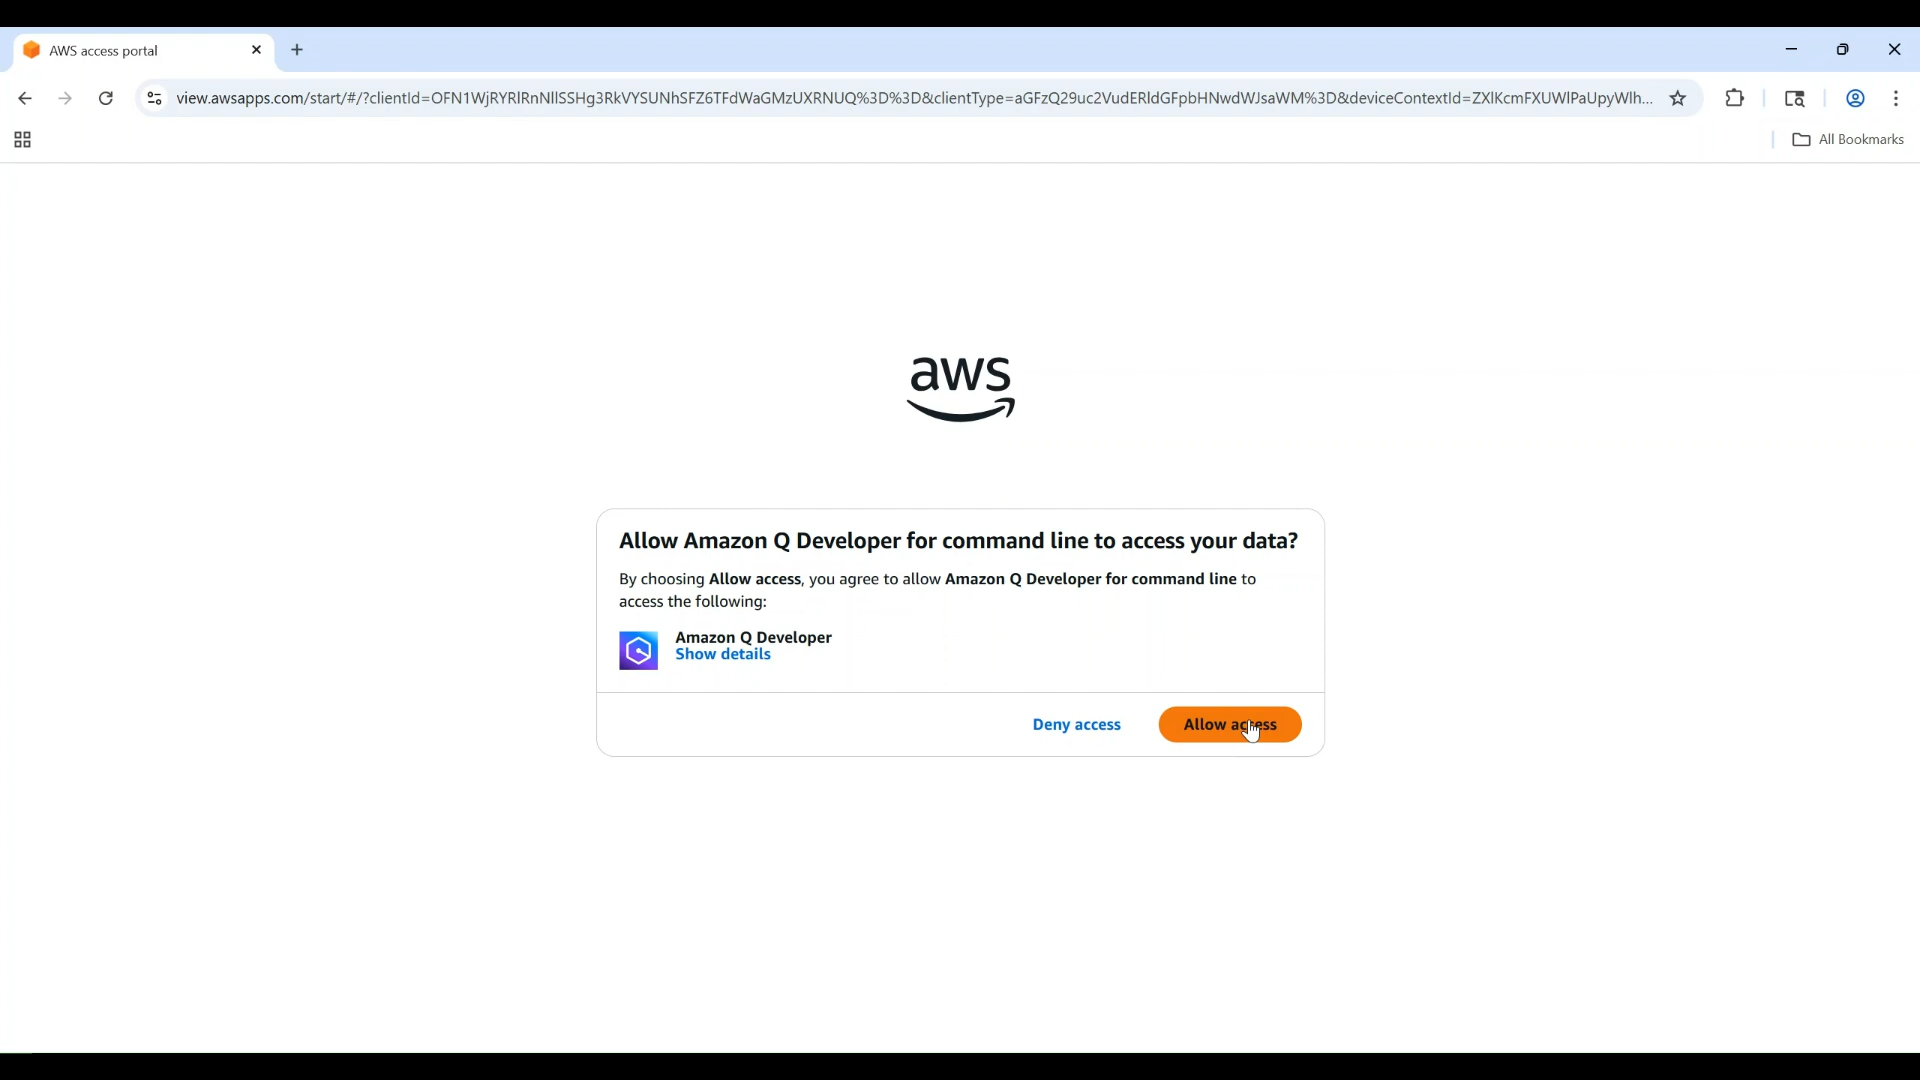 AWS access portal
view.awsapps.com/start/#/?clientId=OFN1WjRYRlRnNllSSHg3RkVYSUNhSFZ6TFdWaGMzUXRNUQ%3D%3D&clientType=aGFzQ29uc2VudERldGFpbHNwdWJsaWM%3D&deviceContextId=ZXlKcmFXUWlPaUpyWlh...
All Bookmarks
aws
Allow Amazon Q Developer for command line to access your data?
By choosing Allow access, you agree to allow Amazon Q Developer for command line to
access the following:
Amazon Q Developer
Show details
Deny access
Allow access